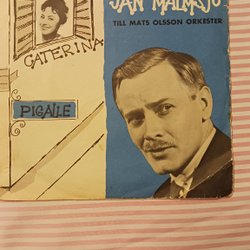 JAN MALMSJÖ
TILL MATS OLSSON ORKESTER
CATERINA
PIGALLE